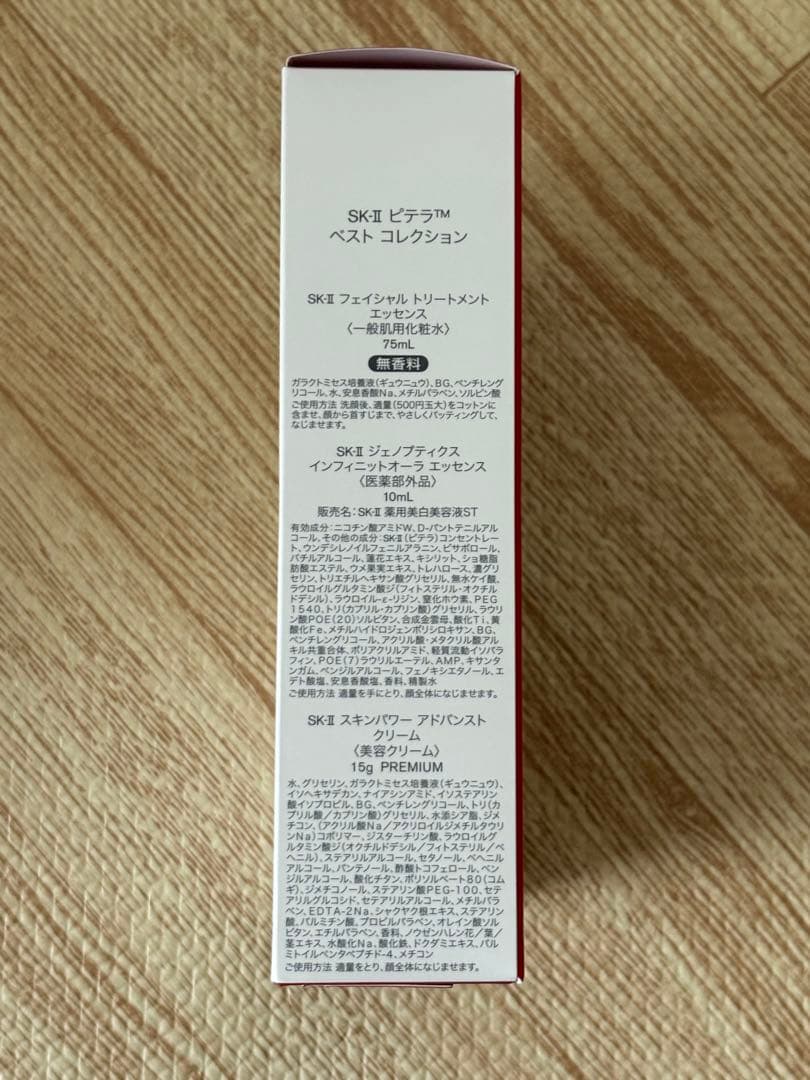 SK-Ⅱ ピテラ™
ベスト コレクション
SK-Ⅱ フェイシャル トリートメント
エッセンス
〈一般肌用化粧水〉
75mL
無香料
ガラクトミセス培養液(ギュウニュウ)、BG、ペンチレング
リコール、水、安息香酸Na、メチルパラベン、ソルビン酸
ご使用方法 洗顔後、適量(500円玉大)をコットンに
含ませ、顔から首すじまで、やさしくパッティングして、
なじませます。
SK-Ⅱ ジェノプティクス
インフィニットオーラ エッセンス
〈医薬部外品〉
10mL
販売名:SK-Ⅱ 薬用美白美容液ST
有効成分:ニコチン酸アミドW、D-パントテニルアル
コール、その他の成分:SK-Ⅱ(ピテラ)コンセントレー
ト、ウンデシレノイルフェニルアラニン、ビサボロール、
バチルアルコール、蓮花エキス、キシリット、ショ糖脂
肪酸エステル、ウメ果実エキス、トレハロース、濃グリ
セリン、トリエチルヘキサン酸グリセリル、無水ケイ酸、
ラウロイルグルタミン酸ジ(フィトステリル・オクチルド
デシル)、ラウロイル-ε-リジン、窒化ホウ素、PEG
1540、トリ(カプリル・カプリン酸)グリセリル、ラウリ
ン酸POE(20)ソルビタン、合成金雲母、酸化Ti、黄
酸化Fe、メチルハイドロジェンポリシロキサン、BG、
ペンチレングリコール、アクリル酸・メタクリル酸アル
キル共重合体、ポリアクリルアミド、軽質流動イソパラ
フィン、POE(7)ラウリルエーテル、AMP、キサンタ
ンガム、ベンジルアルコール、フェノキシエタノール、エ
デト酸塩、安息香酸塩、香料、精製水
ご使用方法 適量を手にとり、顔全体になじませます。
SK-Ⅱ スキンパワー アドバンスト
クリーム
〈美容クリーム〉
15g PREMIUM
水、グリセリン、ガラクトミセス培養液(ギュウニュウ)、
イソヘキサデカン、ナイアシンアミド、イソステアリン
酸イソプロピル、BG、ペンチレングリコール、トリ(カ
プリル酸/カプリン酸)グリセリル、水添シア脂、ジメ
チコン、(アクリル酸Na/アクリロイルジメチルタウリ
ンNa)コポリマー、ジスターチリン酸、ラウロイルグ
ルタミン酸ジ(オクチルドデシル/フィトステリル/ベ
ヘニル)、ステアリルアルコール、セタノール、ベヘニル
アルコール、パンテノール、酢酸トコフェロール、ベン
ジルアルコール、酸化チタン、ポリソルベート80(コム
ギ)、ジメチコノール、ステアリン酸PEG-100、セテ
アリルグルコシド、セテアリルアルコール、メチルパラ
ベン、EDTA-2Na、シャクヤク根エキス、ステアリン
酸、パルミチン酸、プロピルパラベン、オレイン酸ソル
ビタン、エチルパラベン、香料、ノウゼンハレン花/葉/
茎エキス、水酸化Na、酸化鉄、ドクダミエキス、パル
ミトイルペンタペプチド-4、メチコン
ご使用方法 適量をとり、顔全体になじませます。